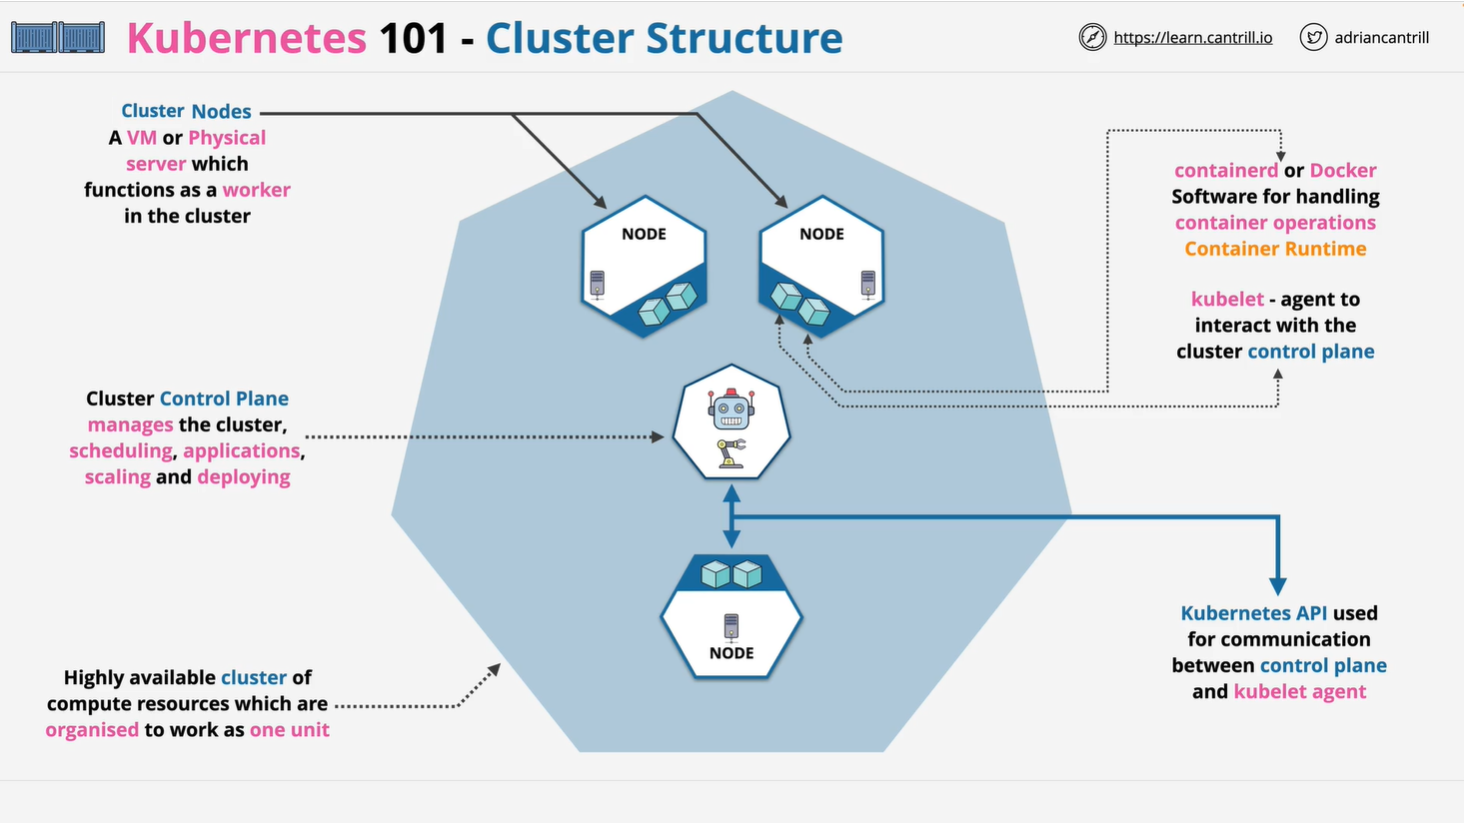 Kubernetes 101 - Cluster Structure
https://learn.cantrill.io
adriancantrill
Cluster Nodes
A VM or Physical
server which
functions as a worker
in the cluster
NODE
NODE
containerd or Docker
Software for handling
container operations
Container Runtime
kubelet - agent to
interact with the
cluster control plane
Cluster Control Plane
manages the cluster,
scheduling, applications,
scaling and deploying
NODE
Kubernetes API used
for communication
between control plane
and kubelet agent
Highly available cluster of
compute resources which are
organised to work as one unit